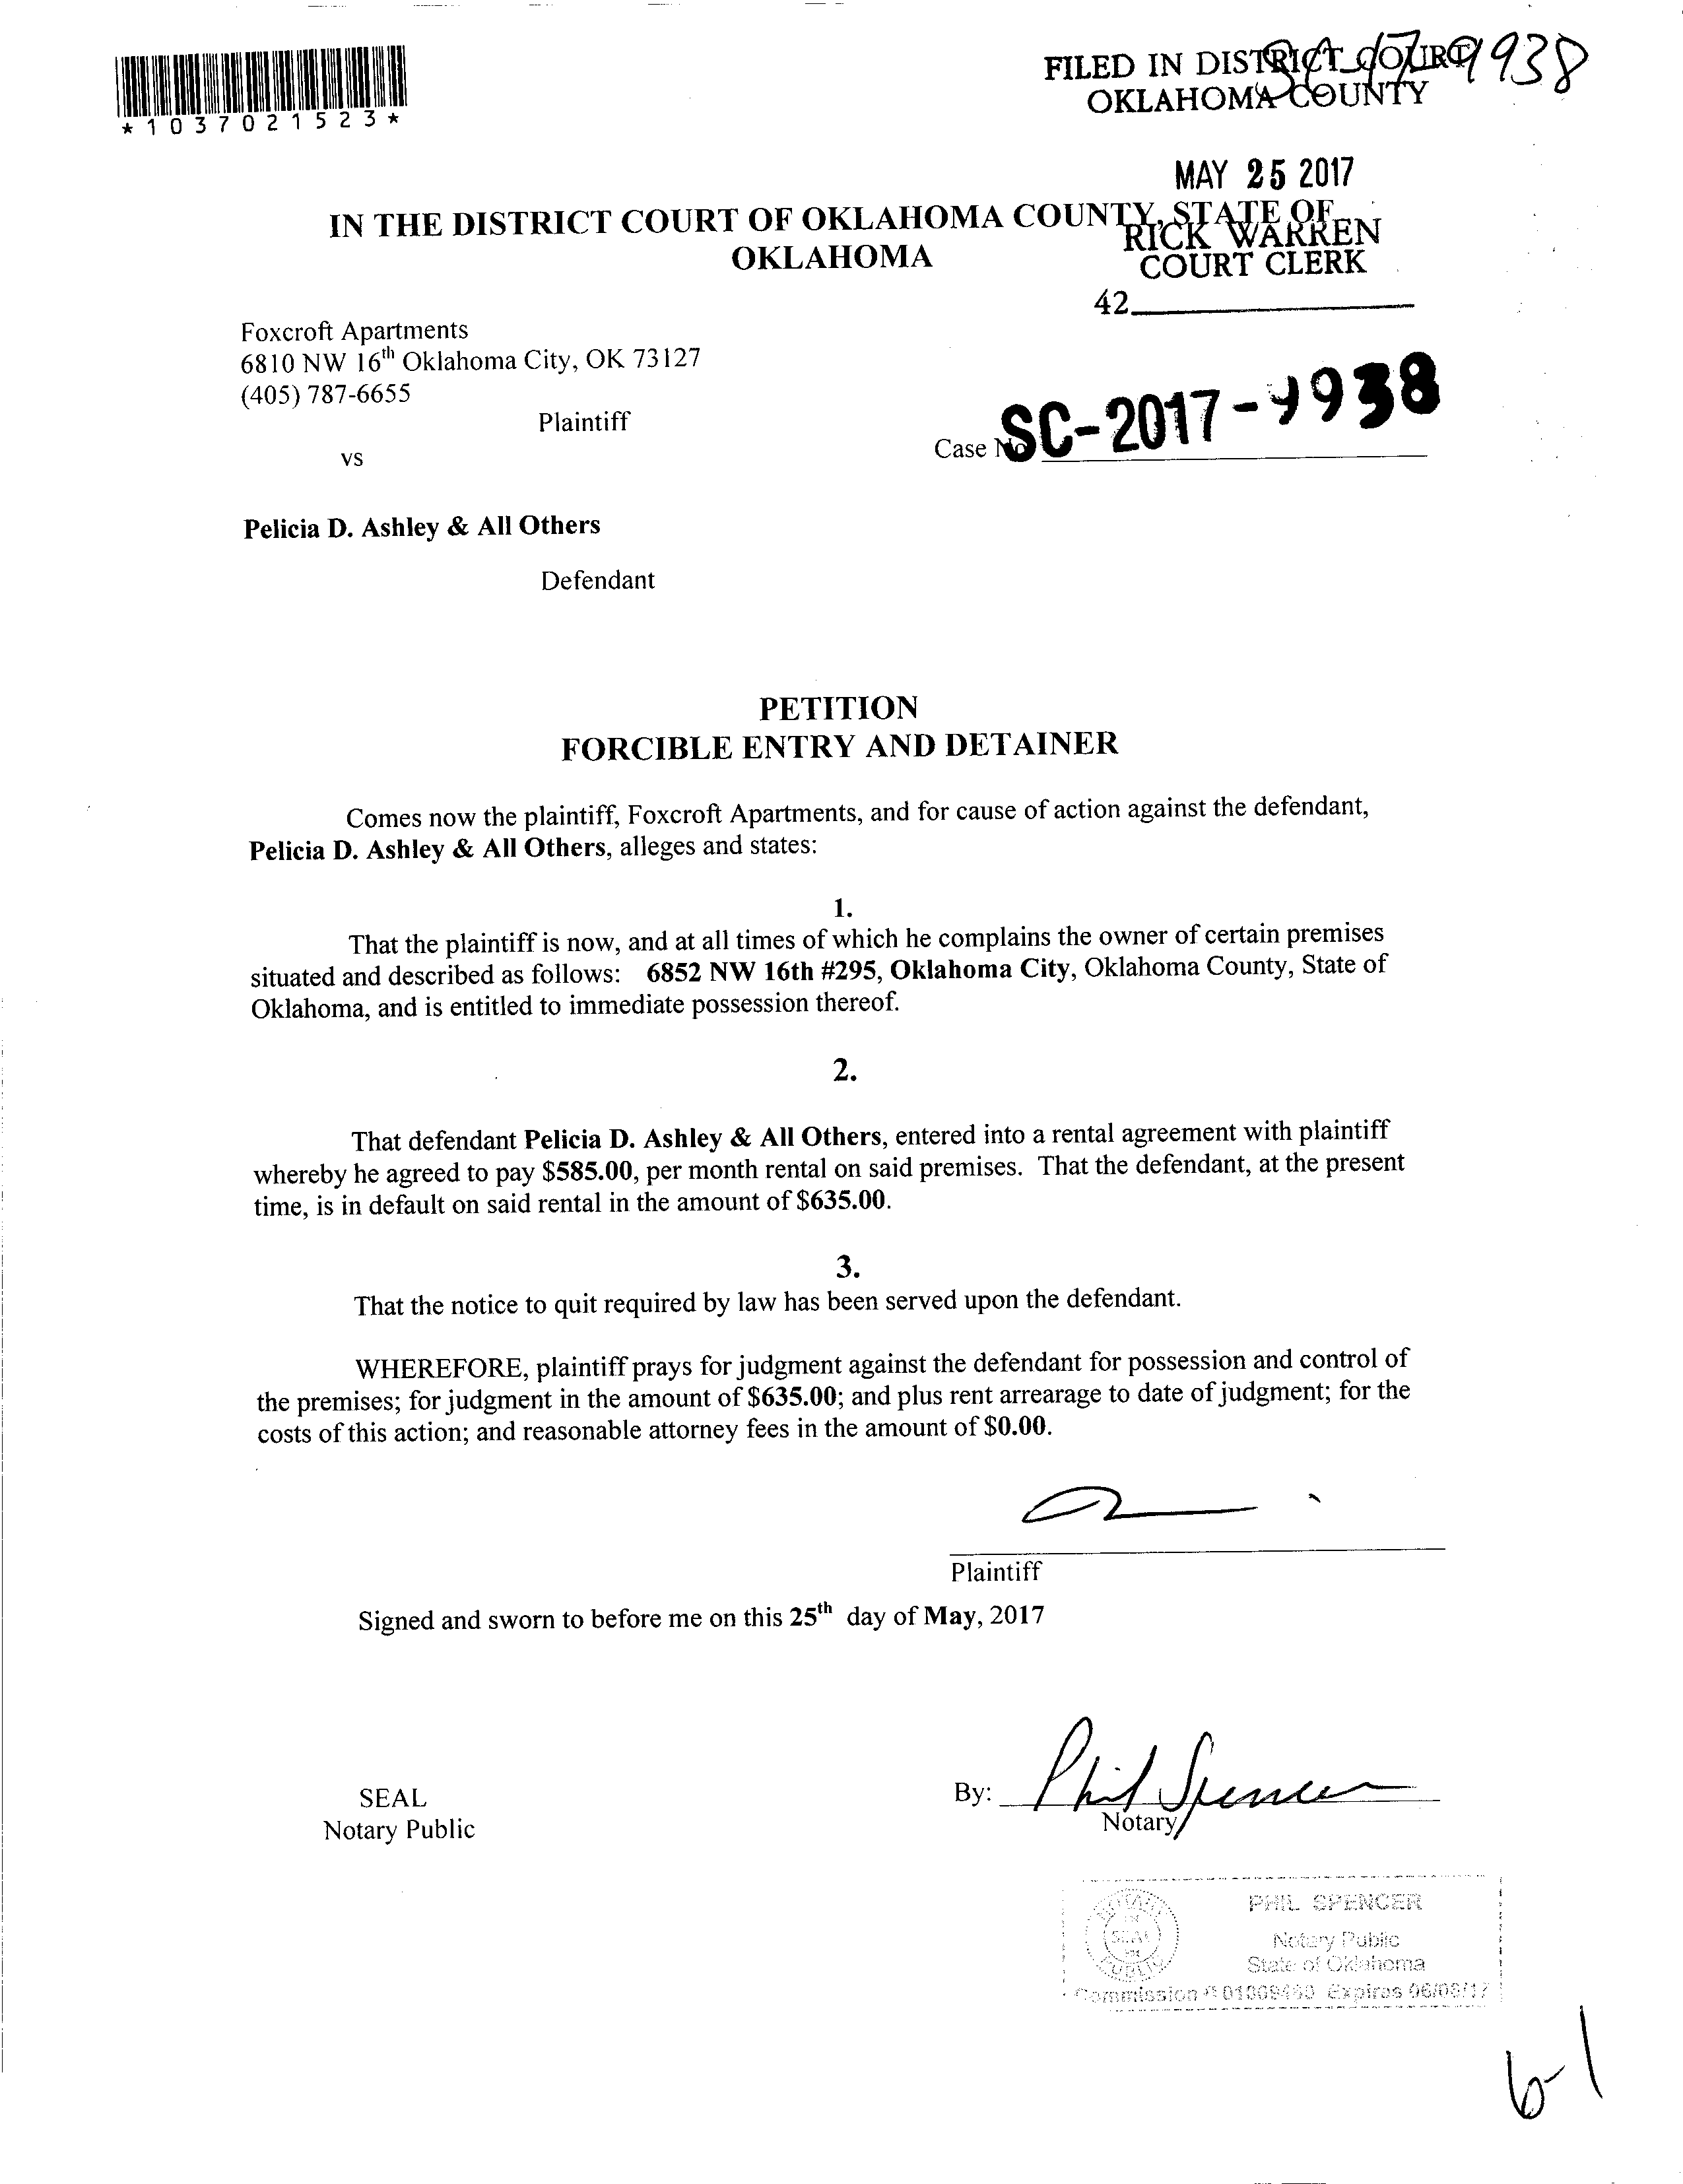 *1037021523*
FILED IN DISTRICT COURT
OKLAHOMA COUNTY
MAY 25 2017
RICK WARREN
COURT CLERK
42
IN THE DISTRICT COURT OF OKLAHOMA COUNTY, STATE OF
OKLAHOMA
Foxcroft Apartments
6810 NW 16th Oklahoma City, OK 73127
(405) 787-6655
Plaintiff
vs
Case No. SC-2017-9938
Pelicia D. Ashley & All Others
Defendant
PETITION
FORCIBLE ENTRY AND DETAINER
Comes now the plaintiff, Foxcroft Apartments, and for cause of action against the defendant,
Pelicia D. Ashley & All Others, alleges and states:
1.
That the plaintiff is now, and at all times of which he complains the owner of certain premises
situated and described as follows: 6852 NW 16th #295, Oklahoma City, Oklahoma County, State of
Oklahoma, and is entitled to immediate possession thereof.
2.
That defendant Pelicia D. Ashley & All Others, entered into a rental agreement with plaintiff
whereby he agreed to pay $585.00, per month rental on said premises. That the defendant, at the present
time, is in default on said rental in the amount of $635.00.
3.
That the notice to quit required by law has been served upon the defendant.
WHEREFORE, plaintiff prays for judgment against the defendant for possession and control of
the premises; for judgment in the amount of $635.00; and plus rent arrearage to date of judgment; for the
costs of this action; and reasonable attorney fees in the amount of $0.00.
Plaintiff
Signed and sworn to before me on this 25th day of May, 2017
SEAL
Notary Public
By: Phil Spencer
Notary
PHIL SPENCER
Notary Public
State of Oklahoma
Commission # Expires
6-1